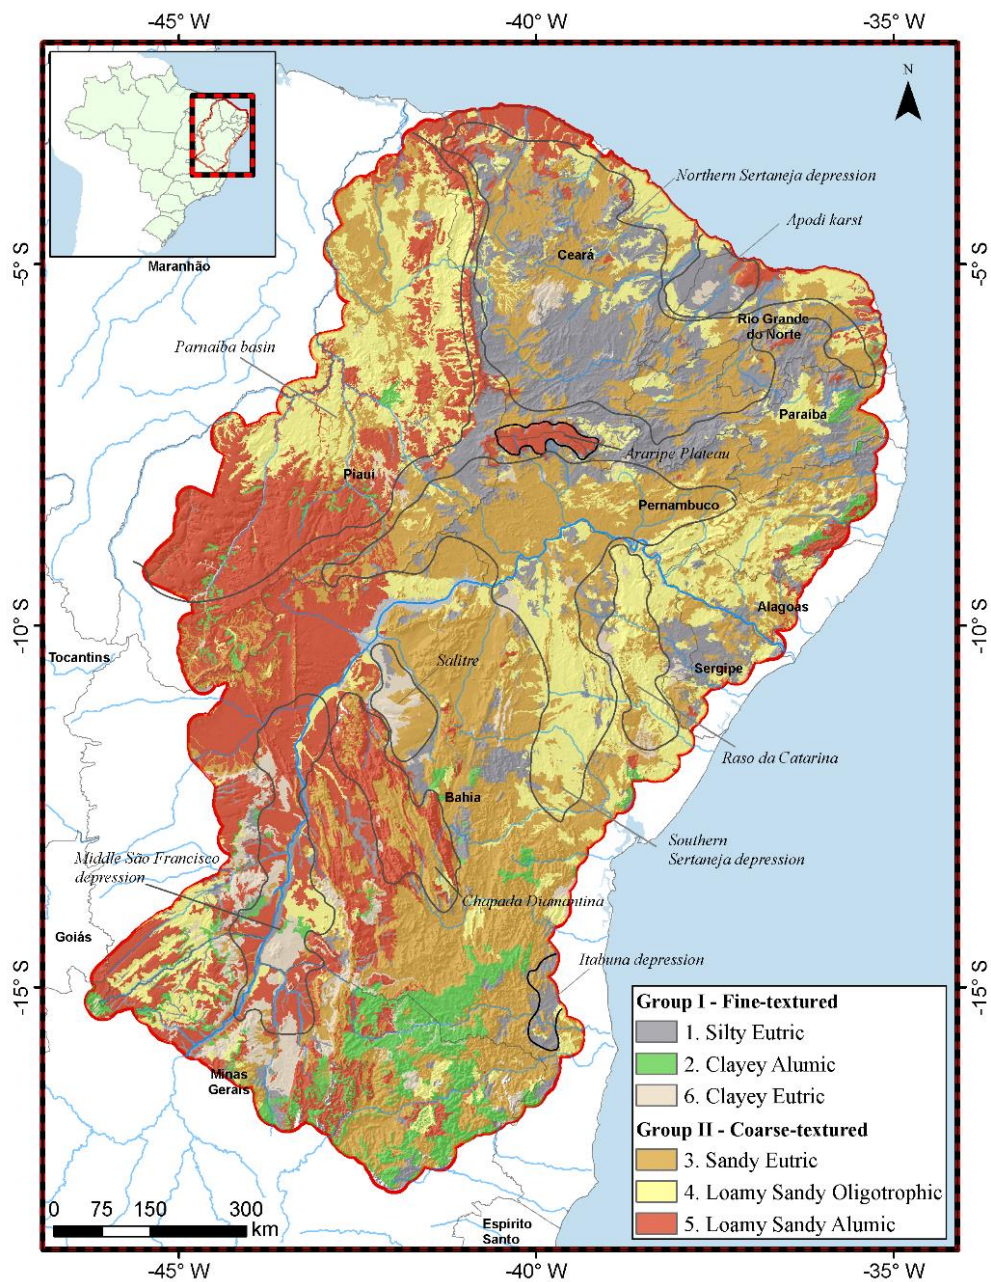 -45° W
-40° W
-35° W
N
Northern Sertaneja depression
Apodi karst
-5° S
Maranhão
Ceará
-5° S
Rio Grande
do Norte
Parnaiba basin
Paraíba
Araripe Plateau
Piauí
Pernambuco
-10° S
Alagoas
-10° S
Tocantins
Salitre
Sergipe
Raso da Catarina
Bahia
Southern
Sertaneja depression
Middle São Francisco
depression
Chapada Diamantina
Goiás
Itabuna depression
-15° S
-15° S
Group I - Fine-textured
1. Silty Eutric
2. Clayey Alumic
6. Clayey Eutric
Group II - Coarse-textured
3. Sandy Eutric
4. Loamy Sandy Oligotrophic
5. Loamy Sandy Alumic
Minas
Gerais
0 75 150 300
km
Espírito
Santo
-45° W
-40° W
-35° W